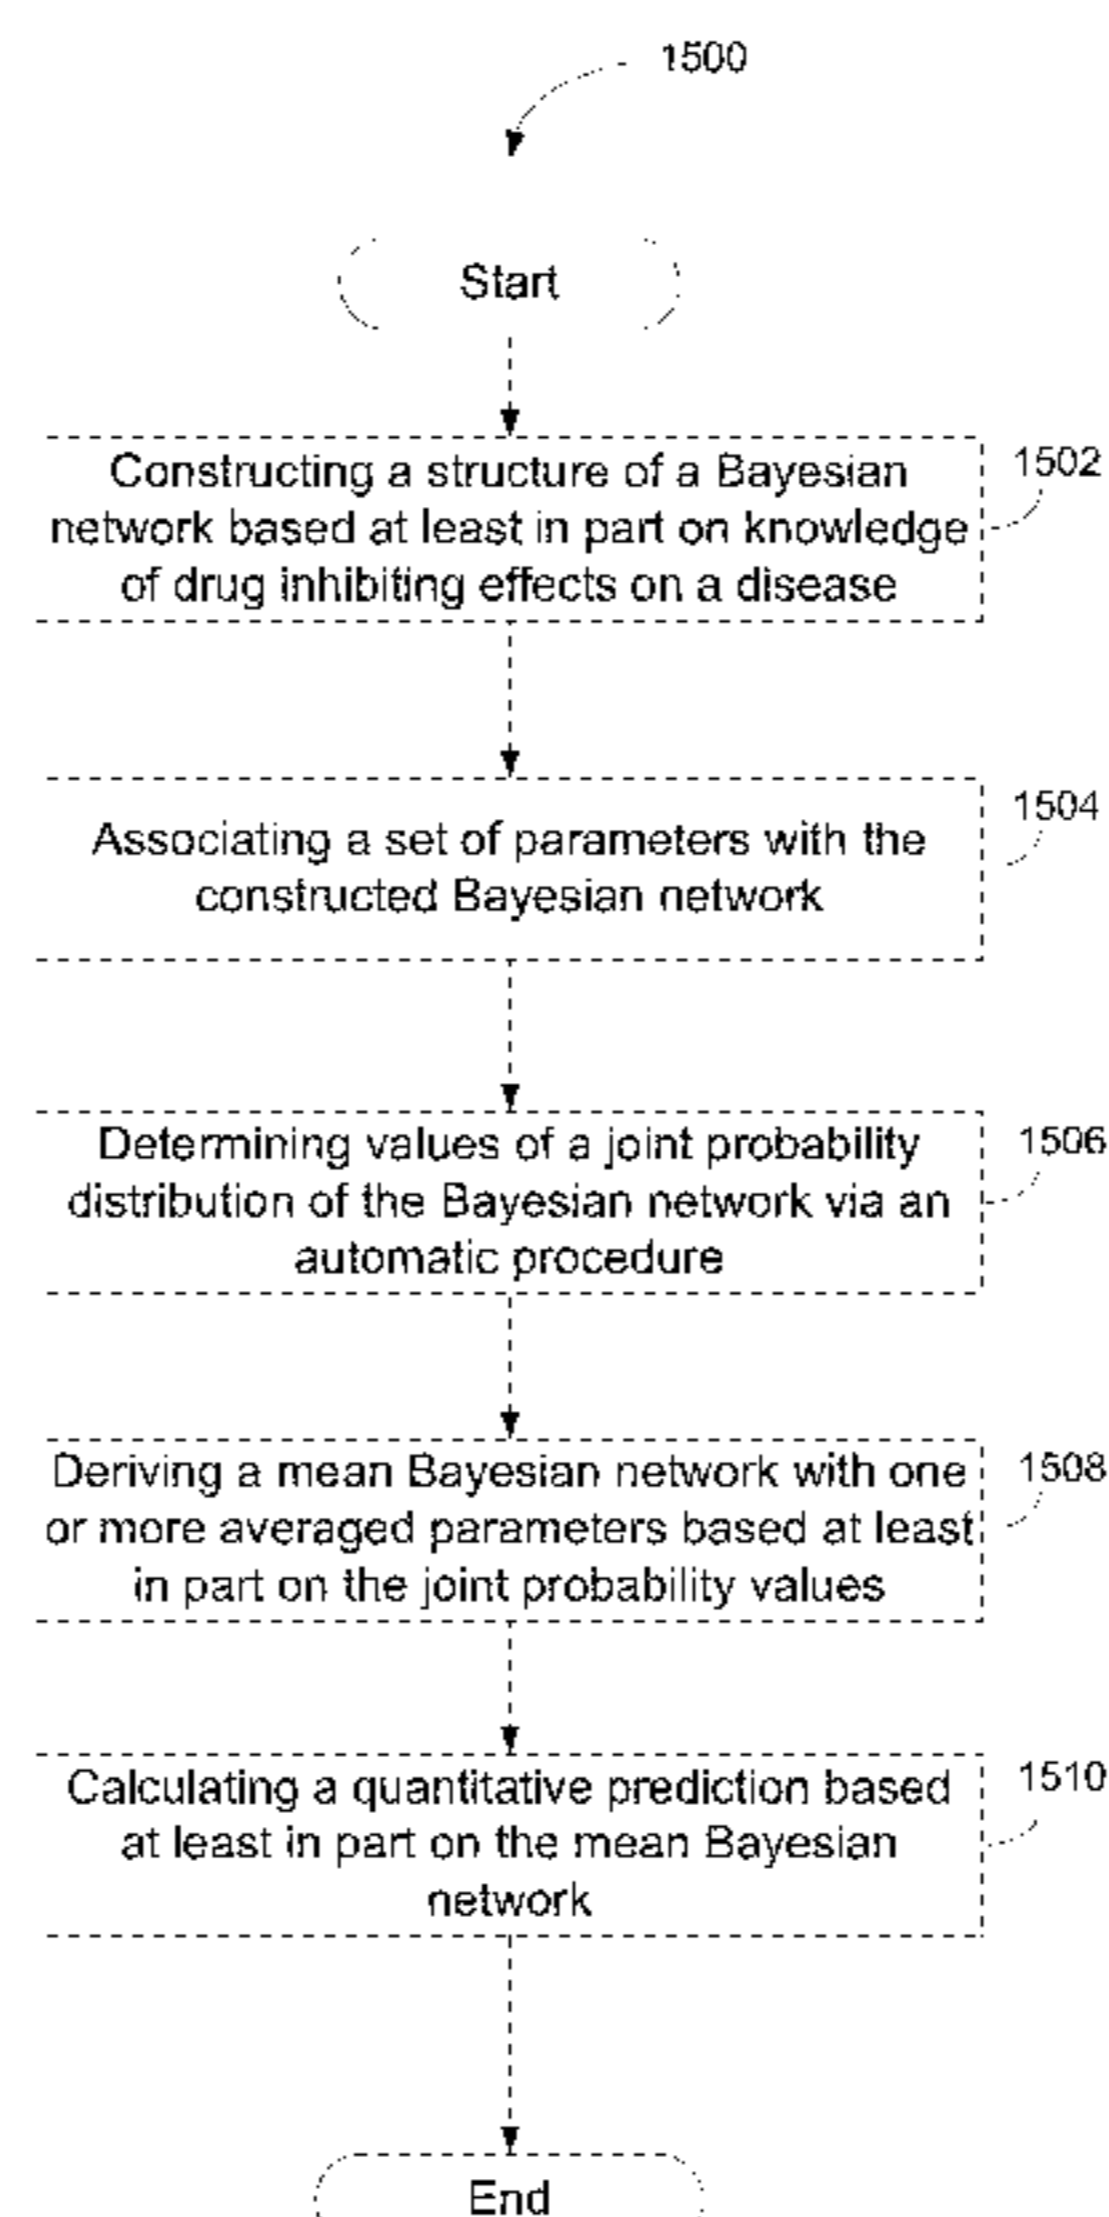 1500
Start
Constructing a structure of a Bayesian
network based at least in part on knowledge
of drug inhibiting effects on a disease
1502
Associating a set of parameters with the
constructed Bayesian network
1504
Determining values of a joint probability
distribution of the Bayesian network via an
automatic procedure
1506
Deriving a mean Bayesian network with one
or more averaged parameters based at least
in part on the joint probability values
1508
Calculating a quantitative prediction based
at least in part on the mean Bayesian
network
1510
End